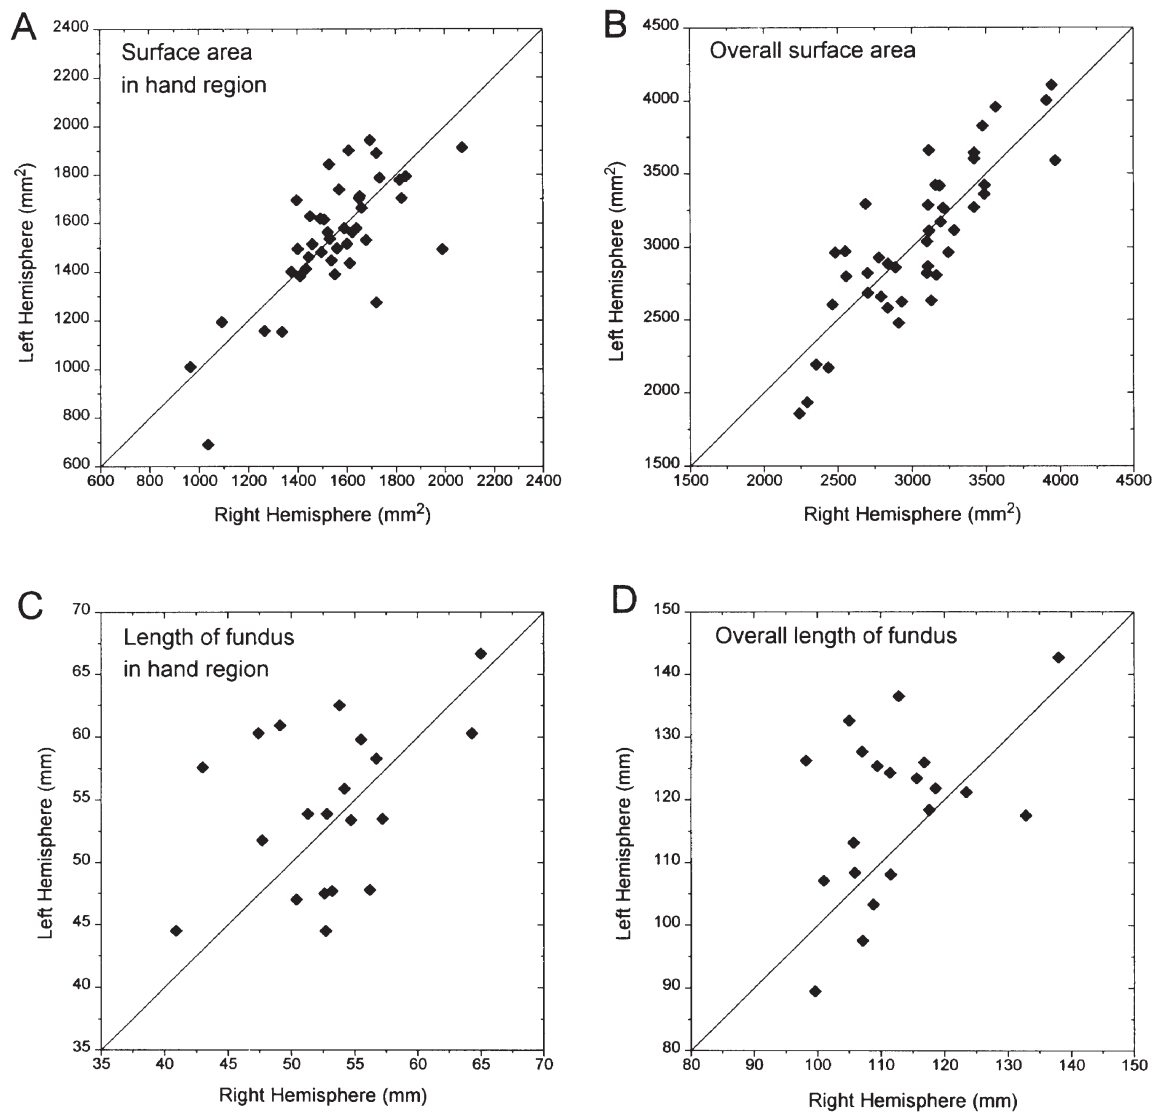 A
Surface area
in hand region
2400
2200
2000
1800
1600
1400
1200
1000
800
600
Left Hemisphere (mm²)
600 800 1000 1200 1400 1600 1800 2000 2200 2400
Right Hemisphere (mm²)
B
Overall surface area
4500
4000
3500
3000
2500
2000
1500
Left Hemisphere (mm²)
1500 2000 2500 3000 3500 4000 4500
Right Hemisphere (mm²)
C
Length of fundus
in hand region
70
65
60
55
50
45
40
35
Left Hemisphere (mm)
35 40 45 50 55 60 65 70
Right Hemisphere (mm)
D
Overall length of fundus
150
140
130
120
110
100
90
80
Left Hemisphere (mm)
80 90 100 110 120 130 140 150
Right Hemisphere (mm)